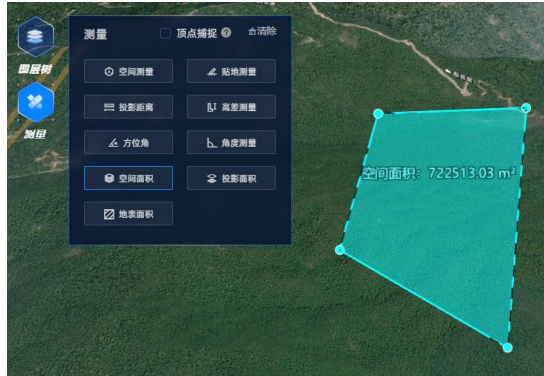 测量 顶点捕捉 ? 清除
图层树
测量
空间测量 贴地测量
投影距离 高差测量
方位角 角度测量
空间面积 投影面积
地表面积
空间面积：722513.03 m²